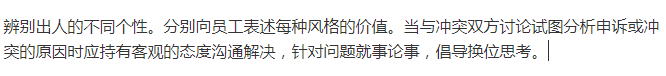 辨别出人的不同个性。分别向员工表述每种风格的价值。当与冲突双方讨论试图分析申诉或冲
突的原因时应持有客观的态度沟通解决，针对问题就事论事，倡导换位思考。